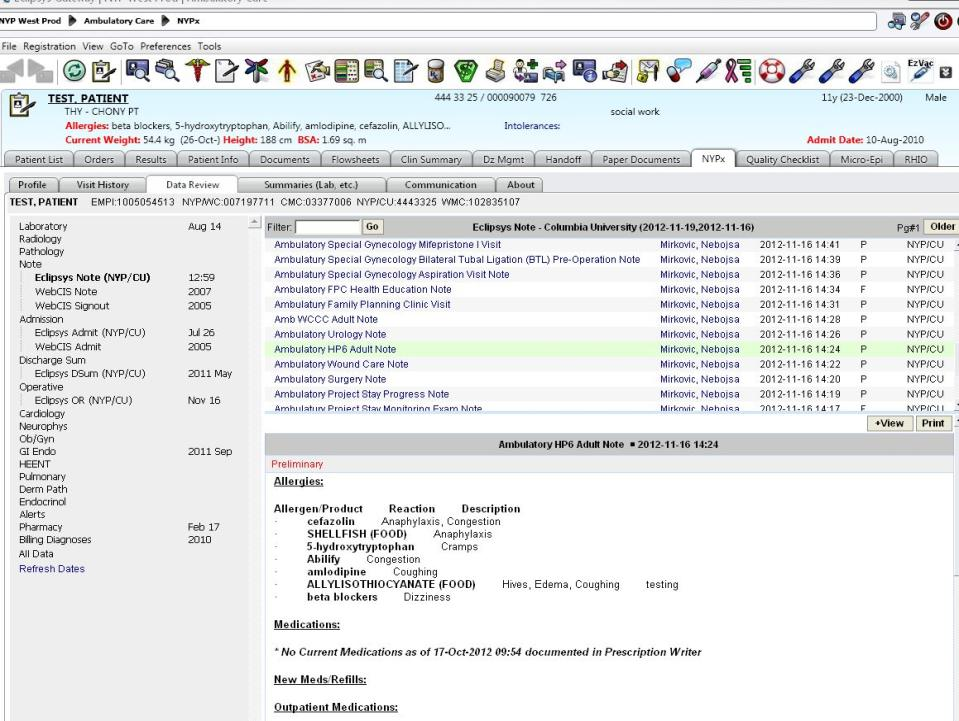 Eclipsys Gateway | NYP West Prod | Ambulatory Care
NYP West Prod Ambulatory Care NYPx
File Registration View GoTo Preferences Tools
EzVac
TEST, PATIENT 444 33 25 / 000090079 726 11y (23-Dec-2000) Male
THY - CHONY PT social work
Allergies: beta blockers, 5-hydroxytryptophan, Abilify, amlodipine, cefazolin, ALLYLISO... Intolerances:
Current Weight: 54.4 kg (26-Oct-) Height: 188 cm BSA: 1.69 sq. m Admit Date: 10-Aug-2010
Patient List Orders Results Patient Info Documents Flowsheets Clin Summary Dz Mgmt Handoff Paper Documents NYPx Quality Checklist Micro-Epi RHIO
Profile Visit History Data Review Summaries (Lab, etc.) Communication About
TEST, PATIENT EMPI:1005054513 NYP/WC:007197711 CMC:03377006 NYP/CU:4443325 WMC:102835107
Laboratory Aug 14
Radiology
Pathology
Note
Eclipsys Note (NYP/CU) 12:59
WebCIS Note 2007
WebCIS Signout 2005
Admission
Eclipsys Admit (NYP/CU) Jul 26
WebCIS Admit 2005
Discharge Sum
Eclipsys DSum (NYP/CU) 2011 May
Operative
Eclipsys OR (NYP/CU) Nov 16
Cardiology
Neurophys
Ob/Gyn
GI Endo 2011 Sep
HEENT
Pulmonary
Derm Path
Endocrinol
Alerts
Pharmacy Feb 17
Billing Diagnoses 2010
All Data
Refresh Dates
Filter: Go Eclipsys Note - Columbia University (2012-11-19,2012-11-16) Pg#1 Older
Ambulatory Special Gynecology Mifepristone I Visit Mirkovic, Nebojsa 2012-11-16 14:41 P NYP/CU
Ambulatory Special Gynecology Bilateral Tubal Ligation (BTL) Pre-Operation Note Mirkovic, Nebojsa 2012-11-16 14:39 P NYP/CU
Ambulatury Special Gynecology Aspiration Visit Note Mirkovic, Nebojsa 2012-11-16 14:36 P NYP/CU
Ambulatory FPC Health Education Note Mirkovic, Nebojsa 2012-11-16 14:34 F NYP/CU
Ambulatory Family Planning Clinic Visit Mirkovic, Nebojsa 2012-11-16 14:31 P NYP/CU
Amb WCCC Adult Note Mirkovic, Nebojsa 2012-11-16 14:28 P NYP/CU
Ambulatory Urology Note Mirkovic, Nebojsa 2012-11-16 14:26 P NYP/CU
Ambulatory HP6 Adult Note Mirkovic, Nebojsa 2012-11-16 14:24 P NYP/CU
Ambulatory Wound Care Note Mirkovic, Nebojsa 2012-11-16 14:22 P NYP/CU
Ambulatory Surgery Note Mirkovic, Nebojsa 2012-11-16 14:20 P NYP/CU
Ambulatory Project Stay Progress Note Mirkovic, Nebojsa 2012-11-16 14:19 P NYP/CU
Ambulatory Project Stay Monitoring Exam Note Mirkovic, Nebojsa 2012-11-16 14:17 F NYP/CU
+View Print
Ambulatory HP6 Adult Note ■ 2012-11-16 14:24
Preliminary
Allergies:
Allergen/Product Reaction Description
· cefazolin Anaphylaxis, Congestion
· SHELLFISH (FOOD) Anaphylaxis
· 5-hydroxytryptophan Cramps
· Abilify Congestion
· amlodipine Coughing
· ALLYLISOTHIOCYANATE (FOOD) Hives, Edema, Coughing testing
· beta blockers Dizziness
Medications:
* No Current Medications as of 17-Oct-2012 09:54 documented in Prescription Writer
New Meds/Refills:
Outpatient Medications: